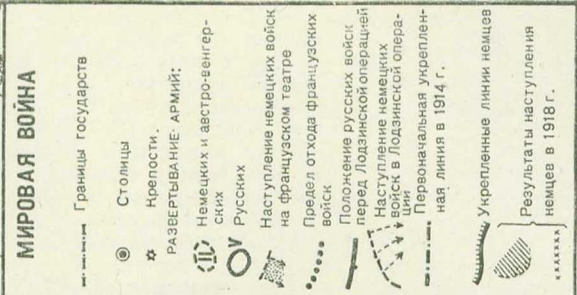 МИРОВАЯ ВОЙНА
Границы государств
Столицы
Крепости.
РАЗВЕРТЫВАНИЕ АРМИЙ:
Немецких и австро-венгер-
ских
Русских
Наступление немецких войск
на французском театре
Предел отхода французских
войск
Положение русских войск
перед Лодзинской операцией
Наступление немецких
войск в Лодзинской опера-
ции
Первоначальная укреплен-
ная линия в 1914 г.
Укрепленные линии немцев
Результаты наступления
немцев в 1918 г.